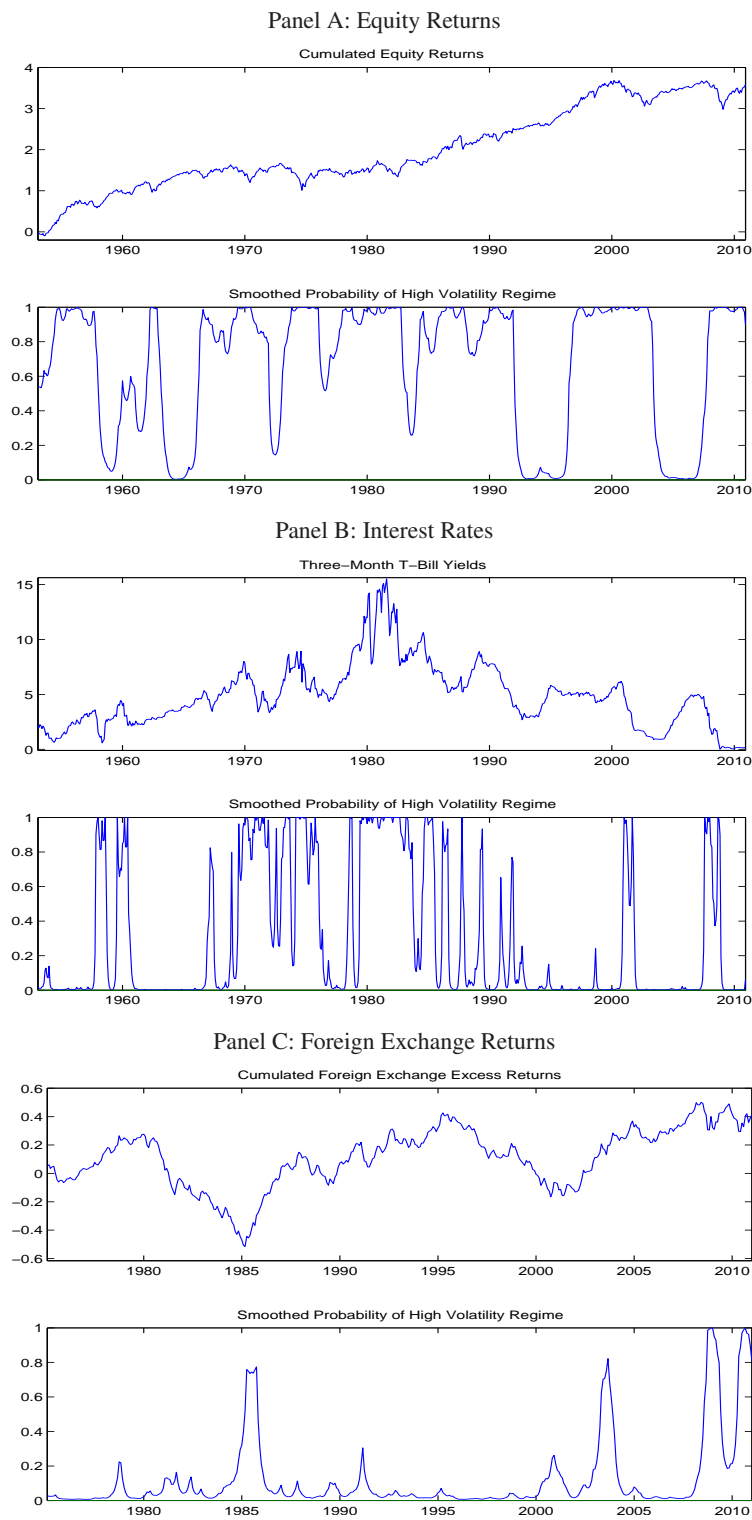 Panel A: Equity Returns
Cumulated Equity Returns
4
3
2
1
0
1960 1970 1980 1990 2000 2010
Smoothed Probability of High Volatility Regime
1
0.8
0.6
0.4
0.2
0
1960 1970 1980 1990 2000 2010
Panel B: Interest Rates
Three−Month T−Bill Yields
15
10
5
0
1960 1970 1980 1990 2000 2010
Smoothed Probability of High Volatility Regime
1
0.8
0.6
0.4
0.2
0
1960 1970 1980 1990 2000 2010
Panel C: Foreign Exchange Returns
Cumulated Foreign Exchange Excess Returns
0.6
0.4
0.2
0
−0.2
−0.4
−0.6
1980 1985 1990 1995 2000 2005 2010
Smoothed Probability of High Volatility Regime
1
0.8
0.6
0.4
0.2
0
1980 1985 1990 1995 2000 2005 2010